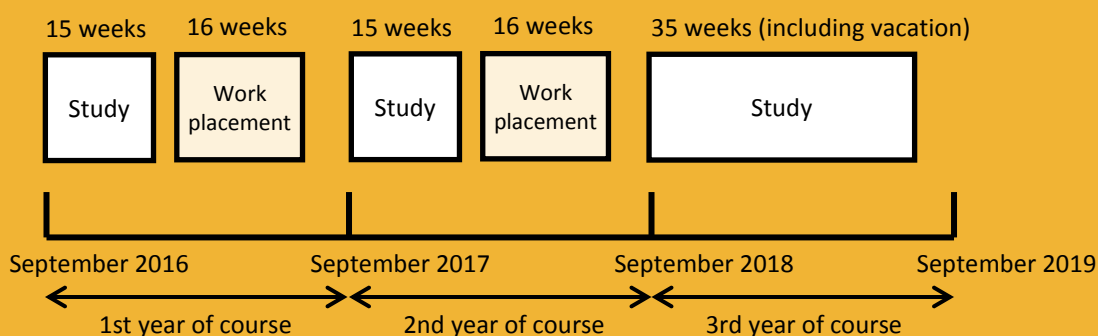 15 weeks
16 weeks
15 weeks
16 weeks
35 weeks (including vacation)
Study
Work
placement
Study
Work
placement
Study
September 2016
September 2017
September 2018
September 2019
1st year of course
2nd year of course
3rd year of course